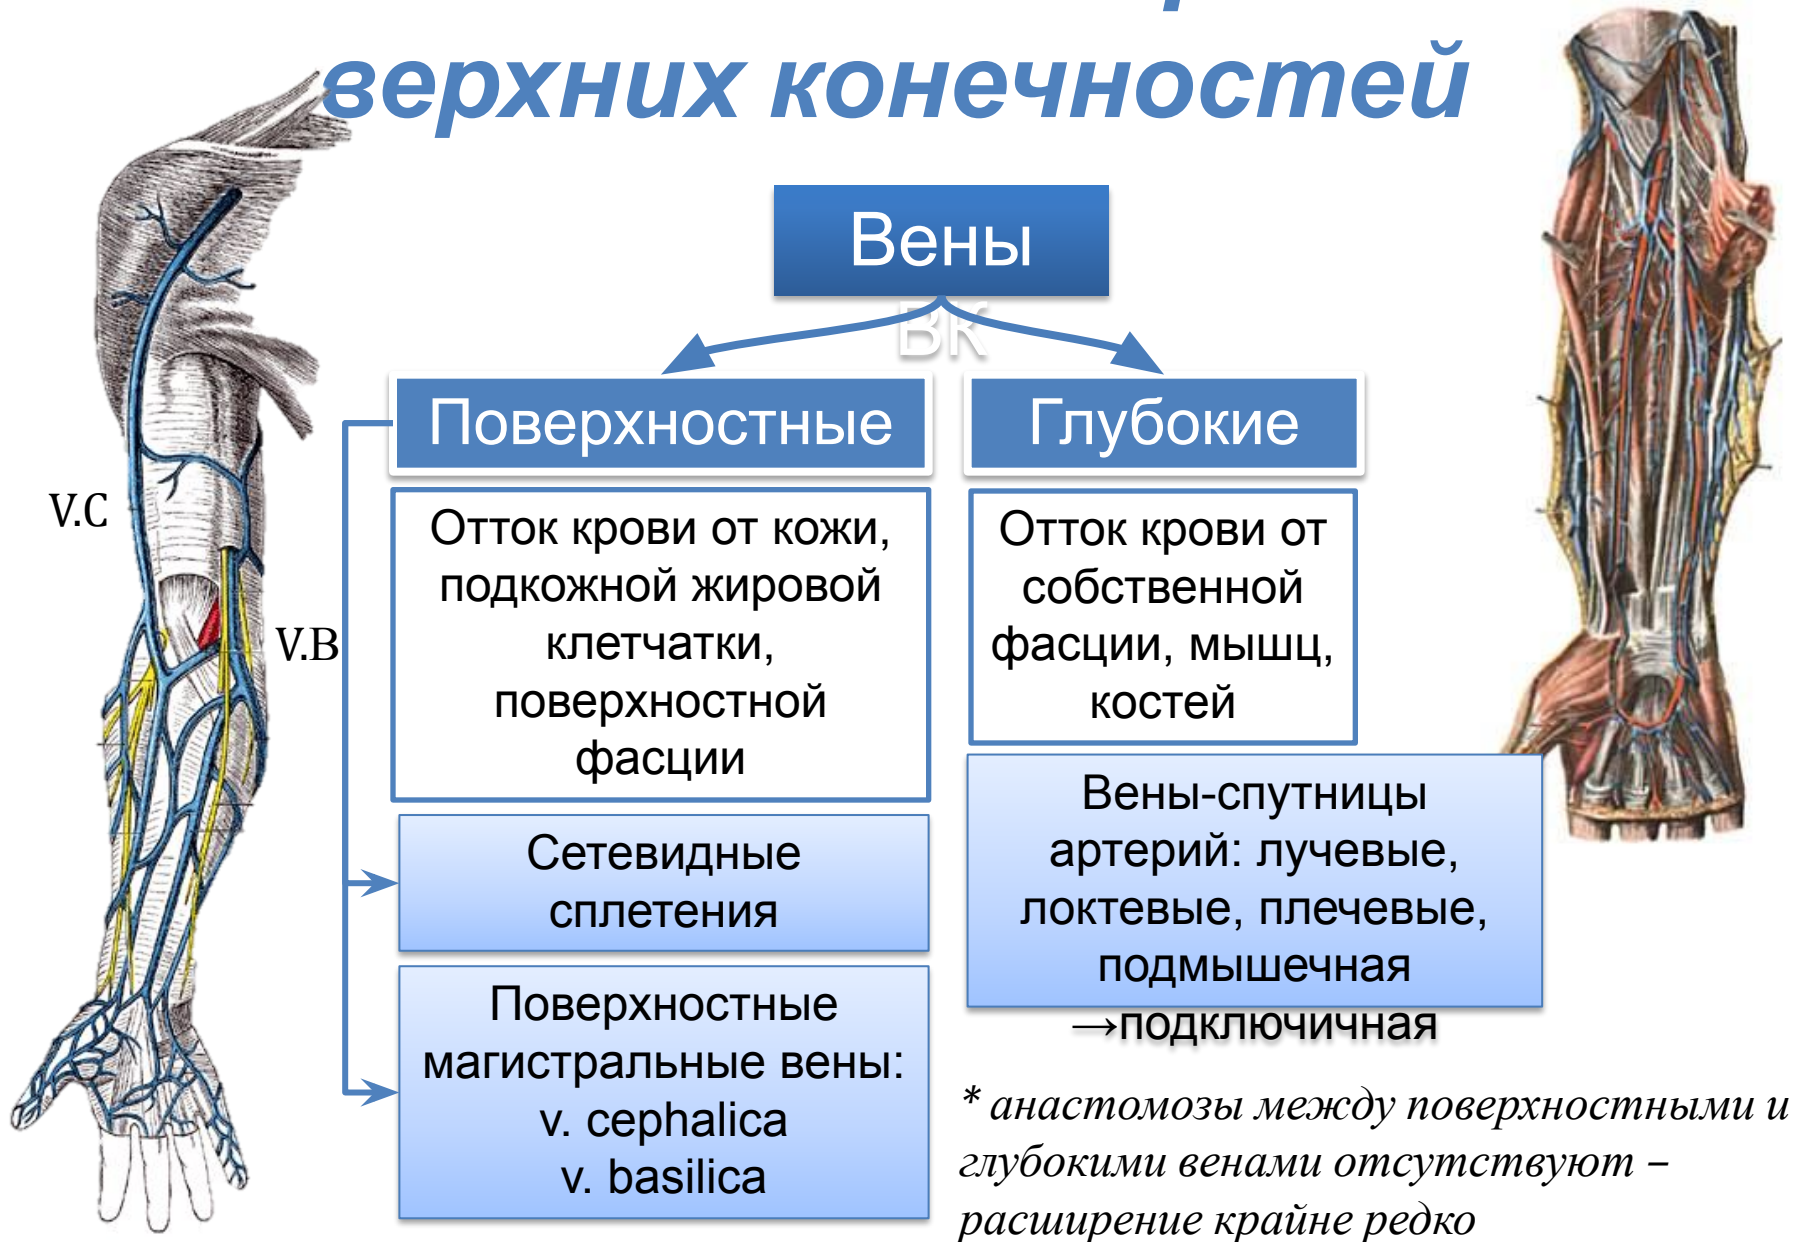 верхних конечностей
Вены
ВК
Поверхностные
Глубокие
V.C
V.B
Отток крови от кожи,
подкожной жировой
клетчатки,
поверхностной
фасции
Отток крови от
собственной
фасции, мышц,
костей
Сетевидные
сплетения
Поверхностные
магистральные вены:
v. cephalica
v. basilica
Вены-спутницы
артерий: лучевые,
локтевые, плечевые,
подмышечная
→подключичная
* анастомозы между поверхностными и
глубокими венами отсутствуют –
расширение крайне редко